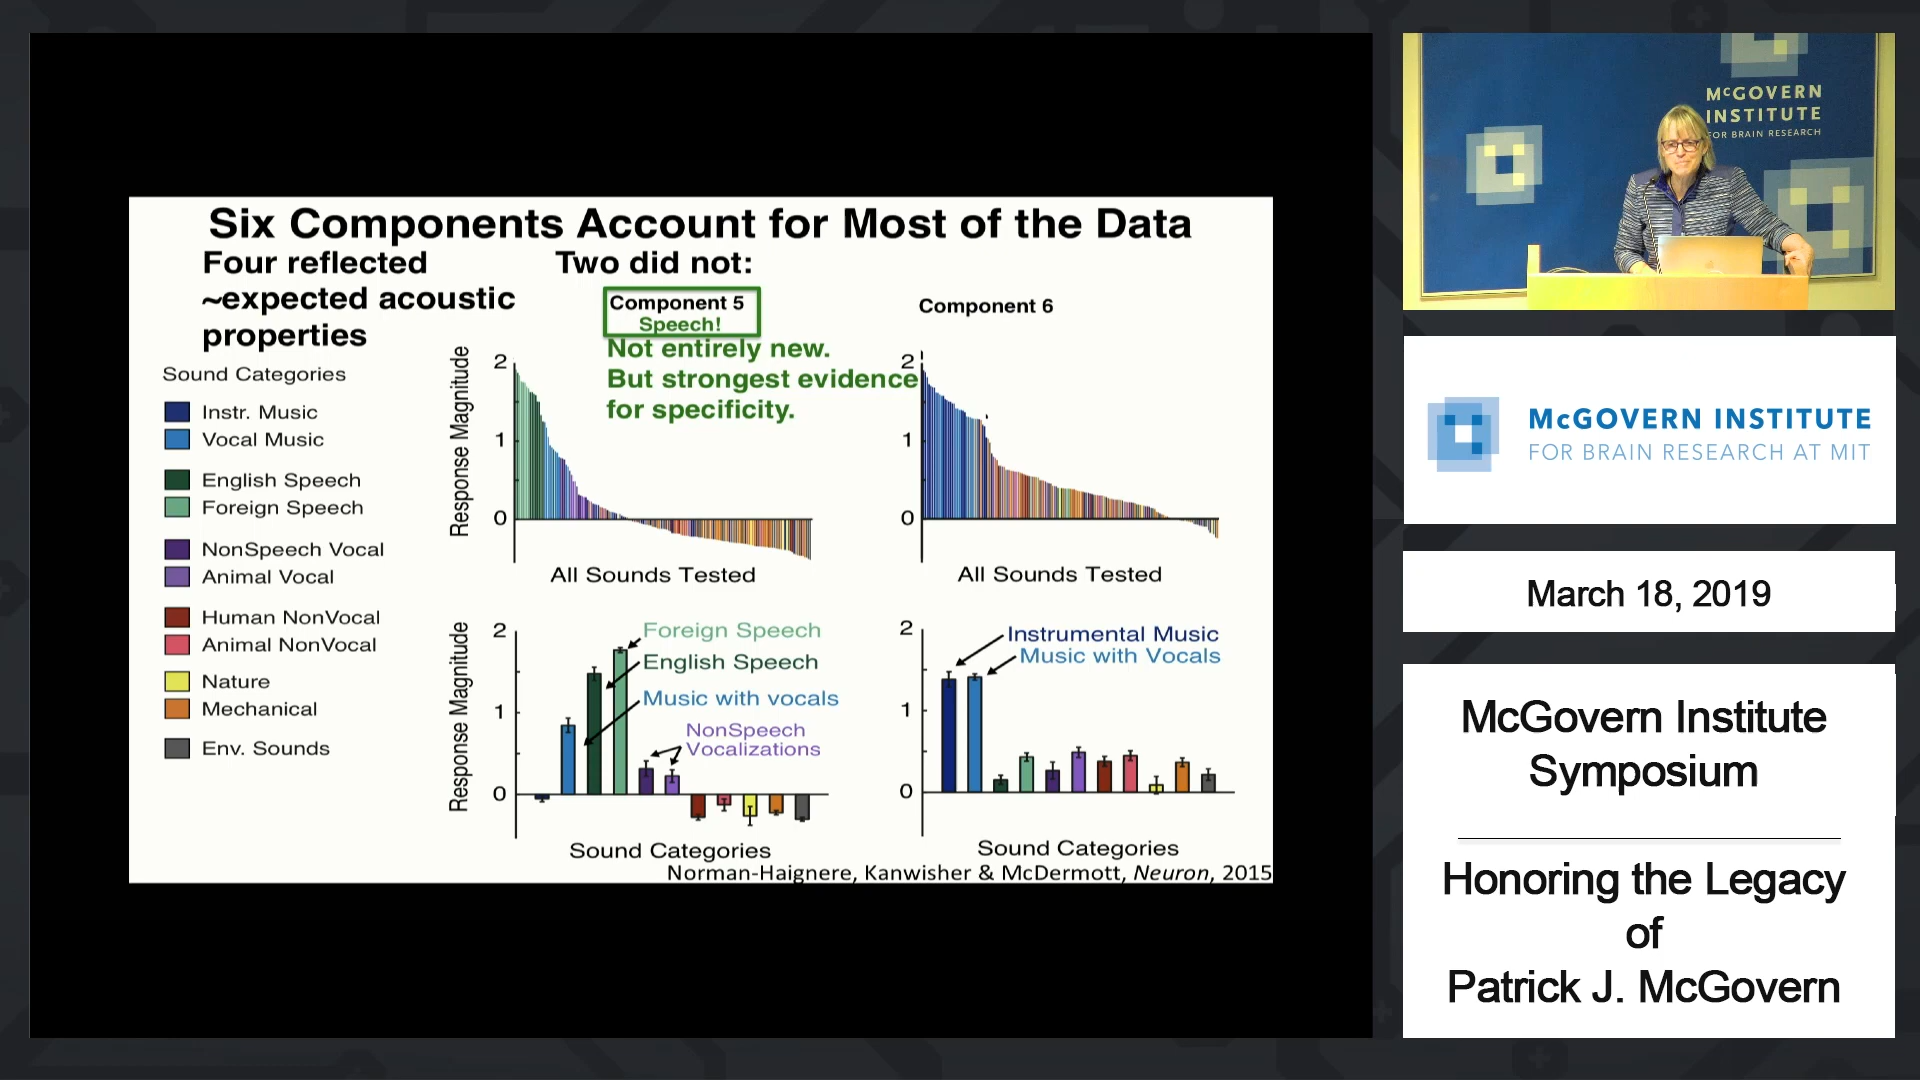 Six Components Account for Most of the Data
Four reflected
~expected acoustic
properties
Two did not:
Component 5
Speech!
Not entirely new.
But strongest evidence
for specificity.
Component 6
Sound Categories
Instr. Music
Vocal Music
English Speech
Foreign Speech
NonSpeech Vocal
Animal Vocal
Human NonVocal
Animal NonVocal
Nature
Mechanical
Env. Sounds
Response Magnitude
2
1
0
All Sounds Tested
2
1
0
All Sounds Tested
Response Magnitude
2
1
0
Foreign Speech
English Speech
Music with vocals
NonSpeech
Vocalizations
Sound Categories
2
1
0
Instrumental Music
Music with Vocals
Sound Categories
Norman-Haignere, Kanwisher & McDermott, Neuron, 2015
McGOVERN
INSTITUTE
FOR BRAIN RESEARCH
McGOVERN INSTITUTE
FOR BRAIN RESEARCH AT MIT
March 18, 2019
McGovern Institute
Symposium
Honoring the Legacy
of
Patrick J. McGovern